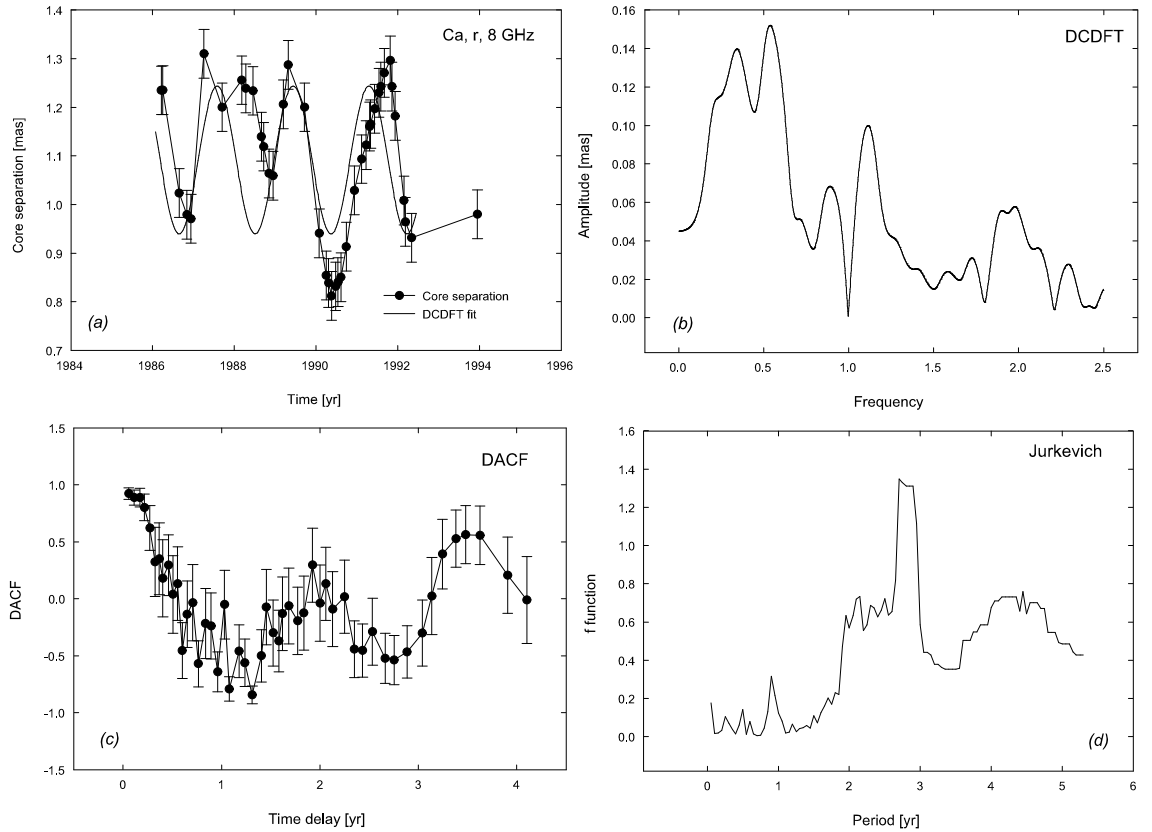 Ca, r, 8 GHz
Core separation [mas]
1.4
1.3
1.2
1.1
1.0
0.9
0.8
0.7
Core separation
DCDFT fit
(a)
1984 1986 1988 1990 1992 1994 1996
Time [yr]
DCDFT
Amplitude [mas]
0.16
0.14
0.12
0.10
0.08
0.06
0.04
0.02
0.00
(b)
0.0 0.5 1.0 1.5 2.0 2.5
Frequency
DACF
DACF
1.5
1.0
0.5
0.0
-0.5
-1.0
-1.5
(c)
0 1 2 3 4
Time delay [yr]
Jurkevich
f function
1.6
1.4
1.2
1.0
0.8
0.6
0.4
0.2
0.0
(d)
0 1 2 3 4 5 6
Period [yr]